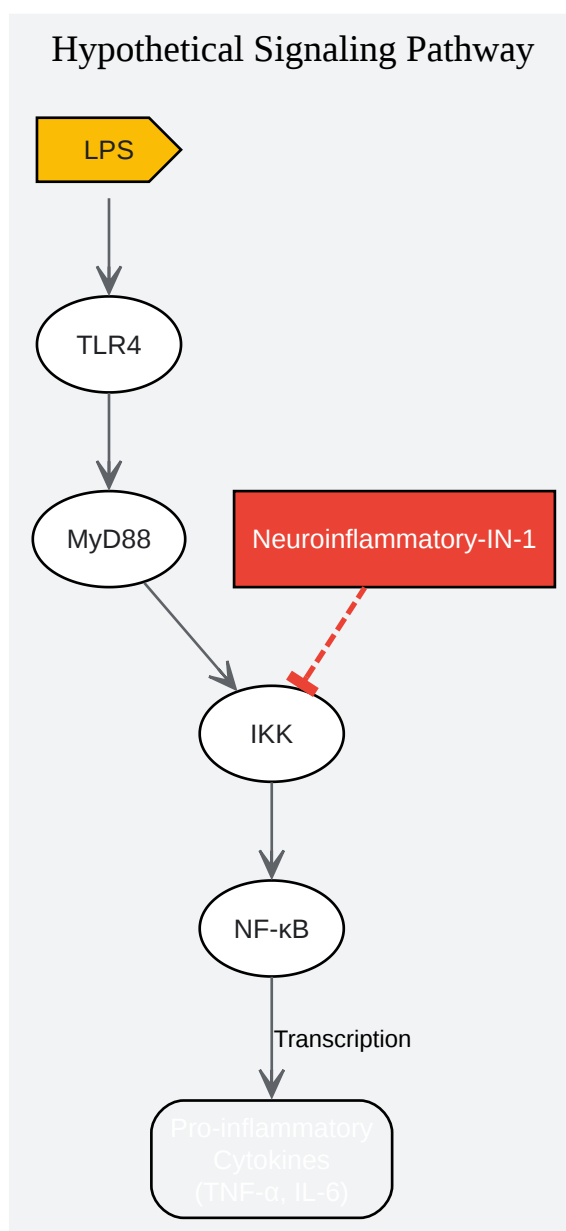 Hypothetical Signaling Pathway
LPS
TLR4
MyD88
Neuroinflammatory-IN-1
IKK
NF-κB
Transcription
Pro-inflammatory
Cytokines
(TNF-α, IL-6)